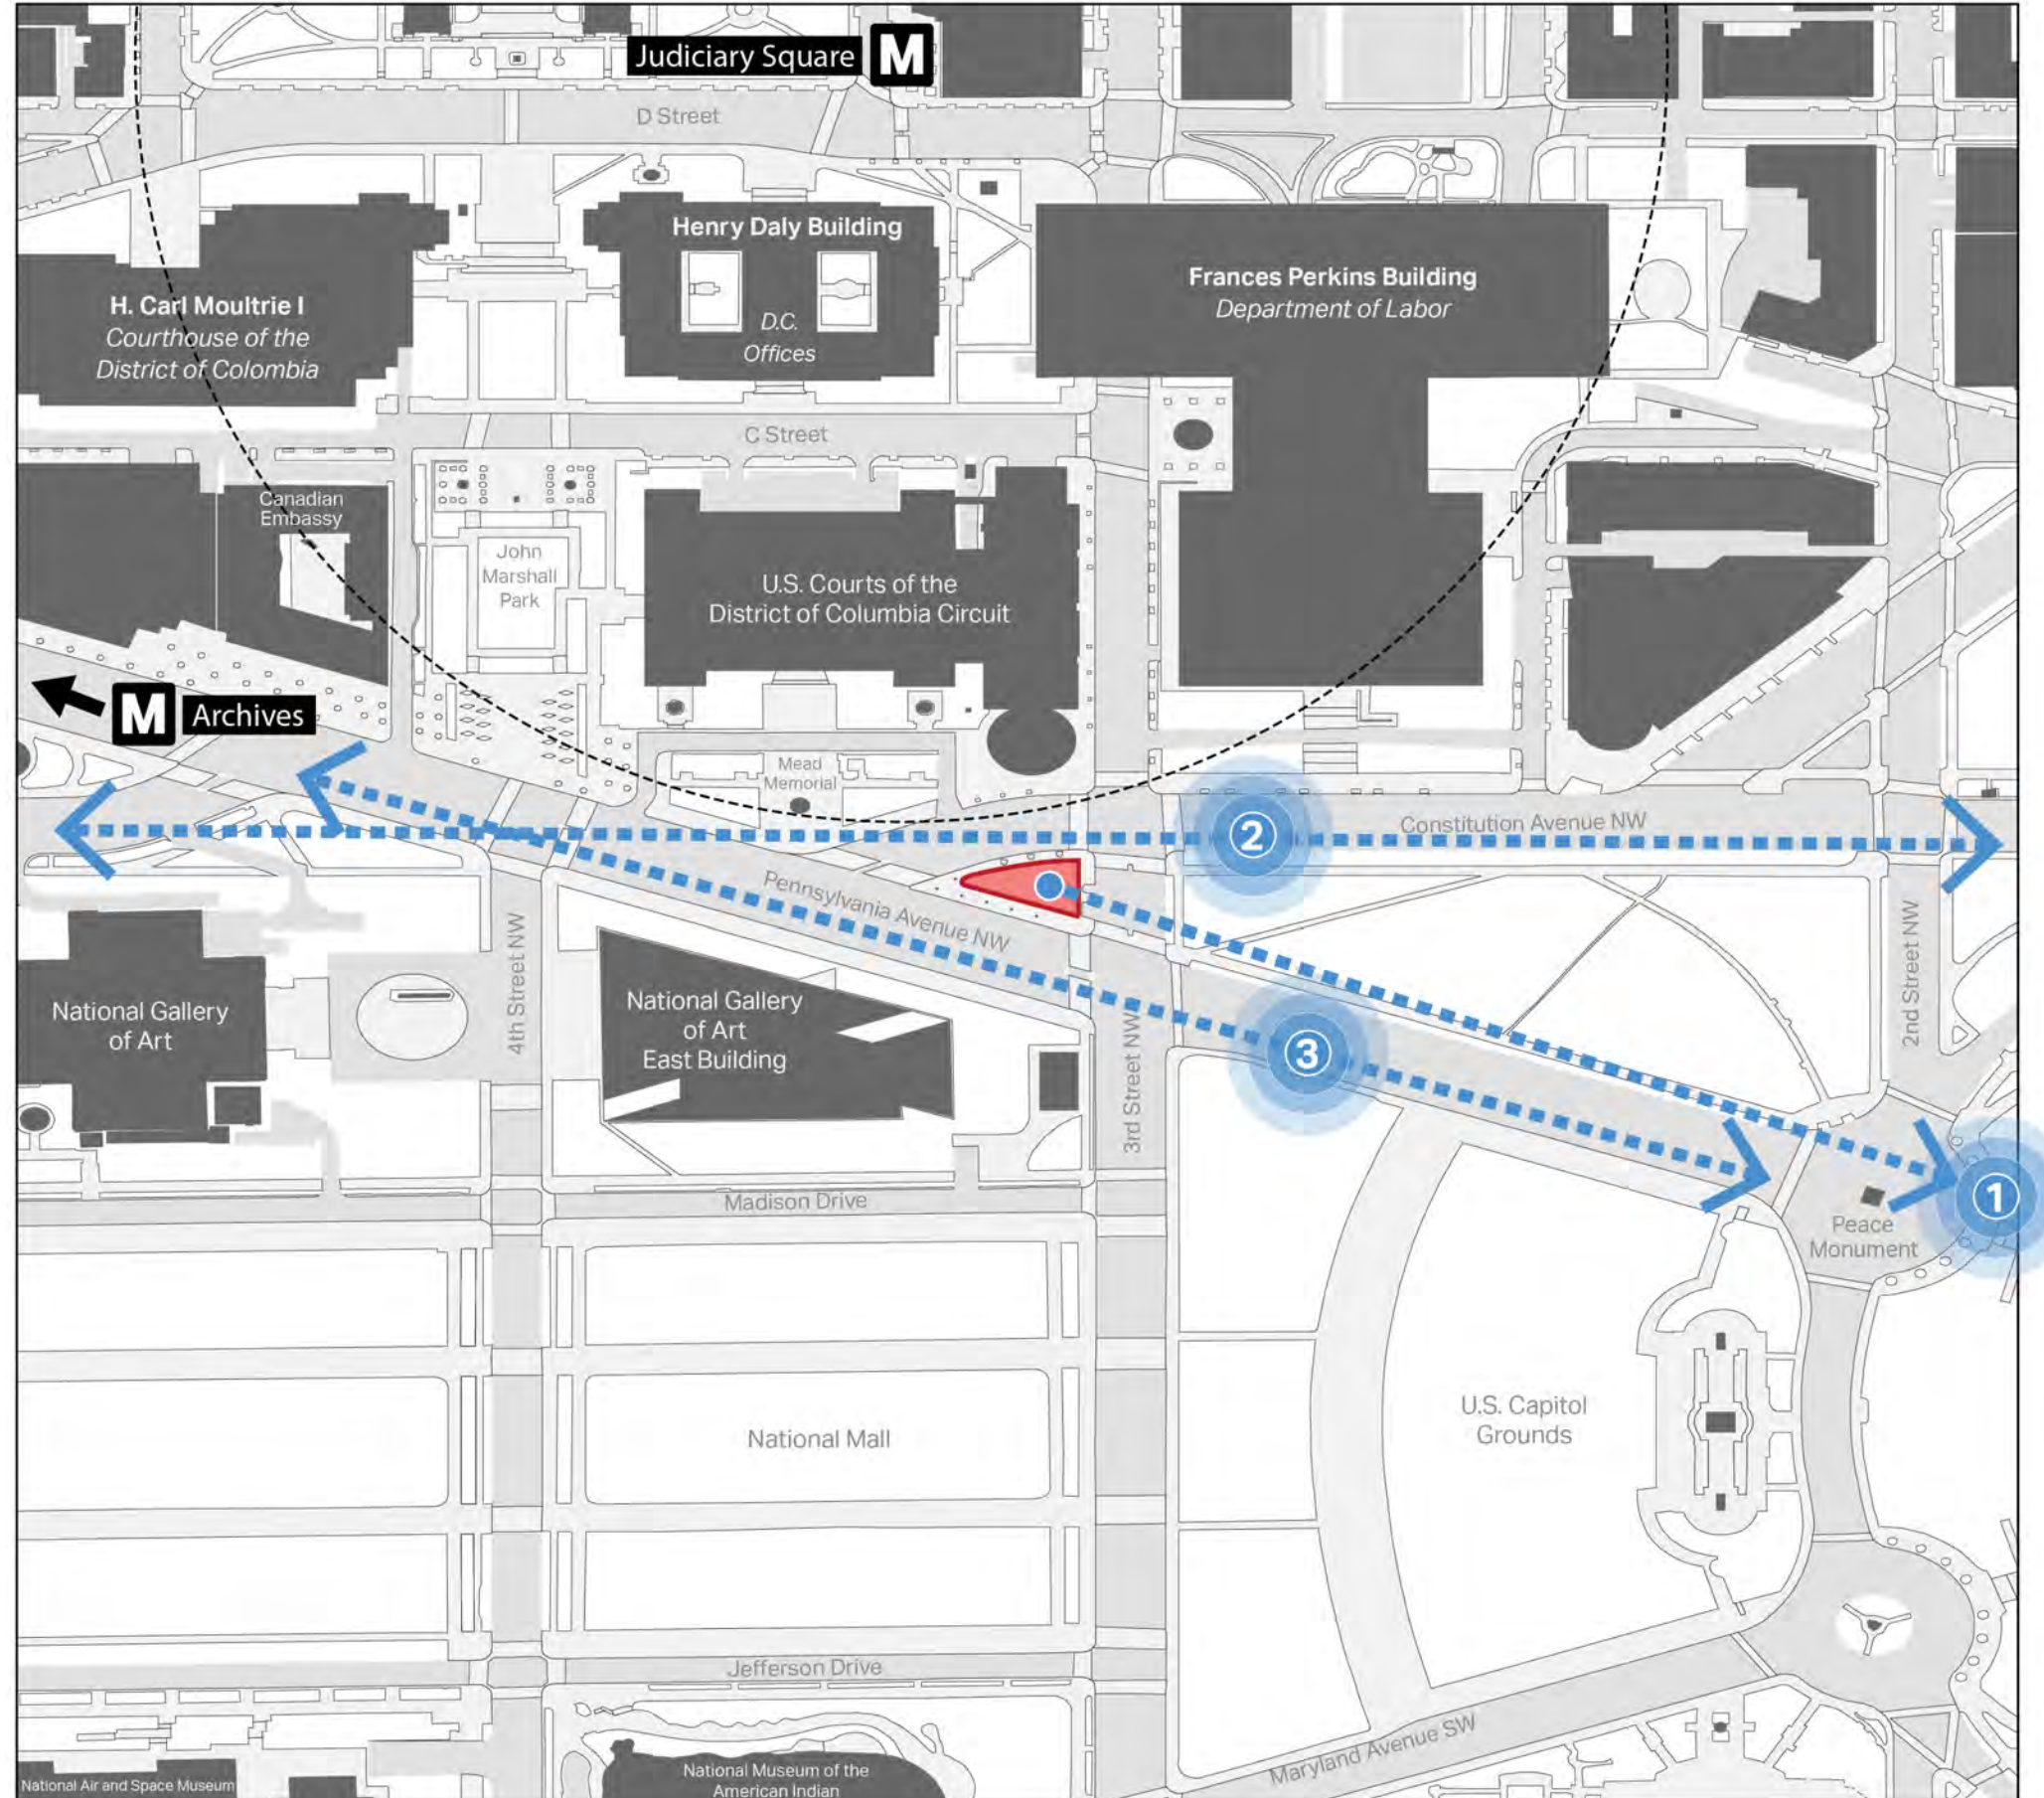 Judiciary Square M
D Street
Henry Daly Building
D.C.
Offices
Frances Perkins Building
Department of Labor
H. Carl Moultrie I
Courthouse of the
District of Colombia
C Street
Canadian
Embassy
John
Marshall
Park
U.S. Courts of the
District of Columbia Circuit
M Archives
Mead
Memorial
2
Constitution Avenue NW
Pennsylvania Avenue NW
National Gallery
of Art
4th Street NW
National Gallery
of Art
East Building
3rd Street NW
3
2nd Street NW
1
Peace
Monument
Madison Drive
National Mall
U.S. Capitol
Grounds
Jefferson Drive
Maryland Avenue SW
National Air and Space Museum
National Museum of the
American Indian